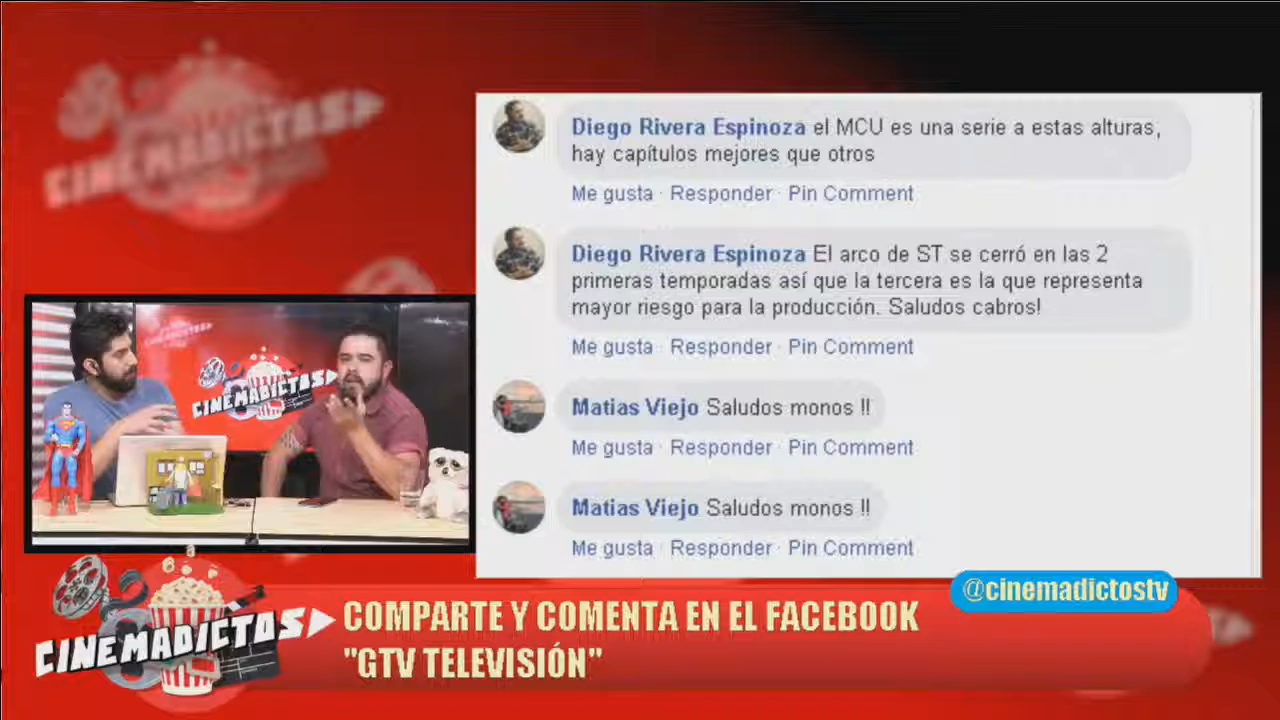 CINEMADICTOS
Diego Rivera Espinoza el MCU es una serie a estas alturas,
hay capítulos mejores que otros
Me gusta · Responder · Pin Comment
Diego Rivera Espinoza El arco de ST se cerró en las 2
primeras temporadas así que la tercera es la que representa
mayor riesgo para la producción. Saludos cabros!
Me gusta · Responder · Pin Comment
Matias Viejo Saludos monos !!
Me gusta · Responder · Pin Comment
Matias Viejo Saludos monos !!
Me gusta · Responder · Pin Comment
CINEMADICTOS
@cinemadictostv
CINEMADICTOS
COMPARTE Y COMENTA EN EL FACEBOOK
"GTV TELEVISIÓN"